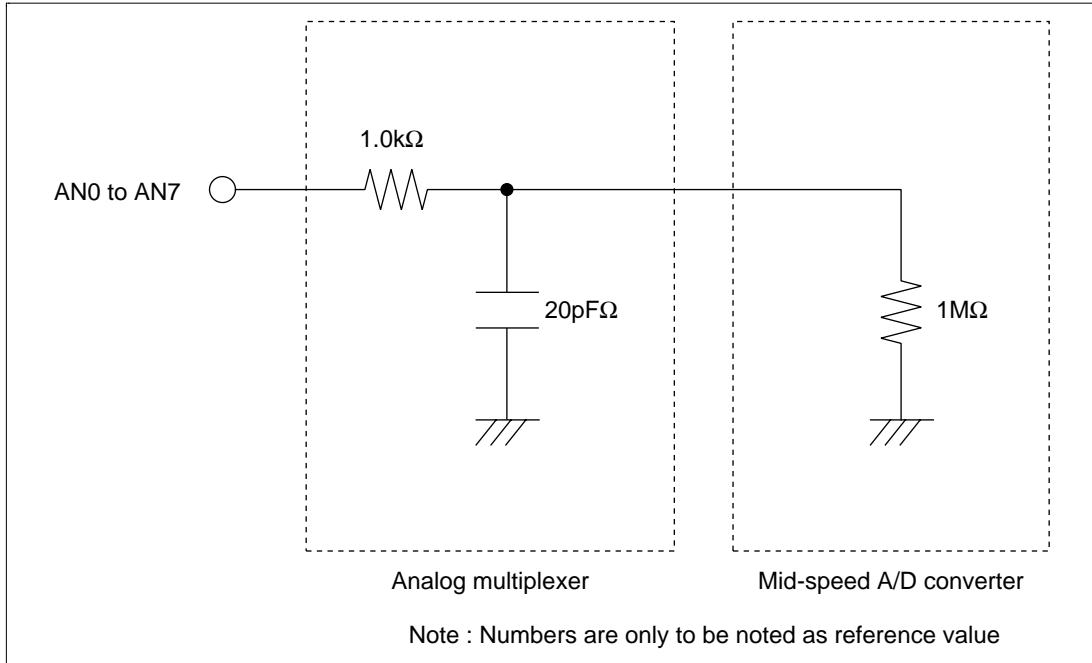 1.0kΩ
AN0 to AN7
20pFΩ
1MΩ
Analog multiplexer
Mid-speed A/D converter
Note : Numbers are only to be noted as reference value